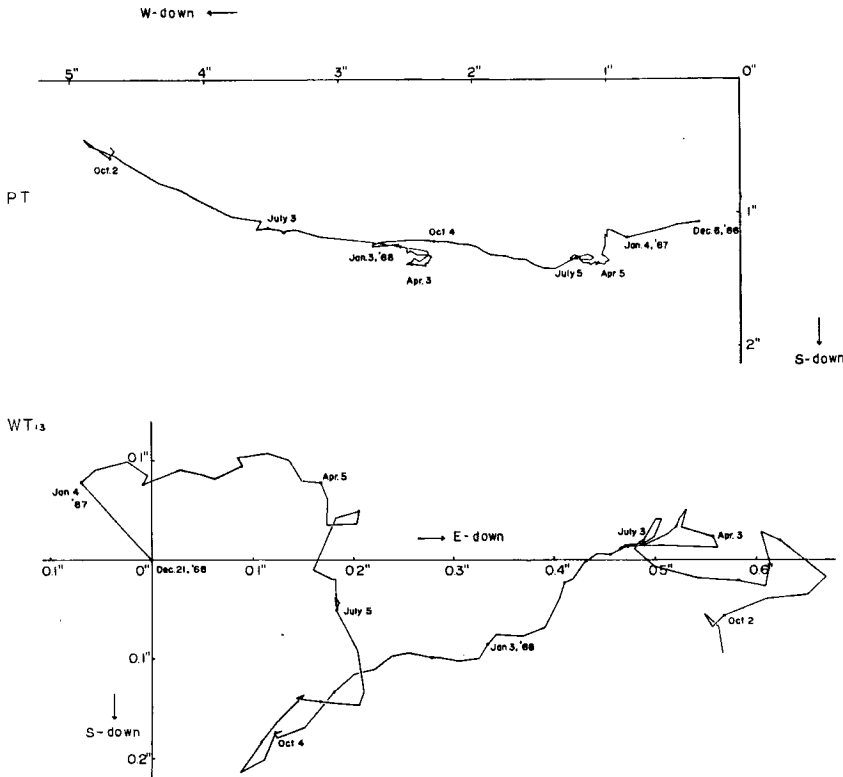 W-down
5" 4" 3" 2" 1" 0"
Oct. 2
PT
July 3
Oct 4
1"
Dec. 6, '66
Jan. 3, '68
Jan. 4, '67
Apr. 3
July 5
Apr. 5
2"
S-down
WT₁₃
0.1"
Apr. 5
Jan 4
'67
E-down
July 3
Apr. 3
0.1" 0" Dec. 21, '66 0.1" 0.2" 0.3" 0.4" 0.5" 0.6"
July 5
Oct 2
Jan 3, '68
0.1"
S-down
Oct 4
0.2"